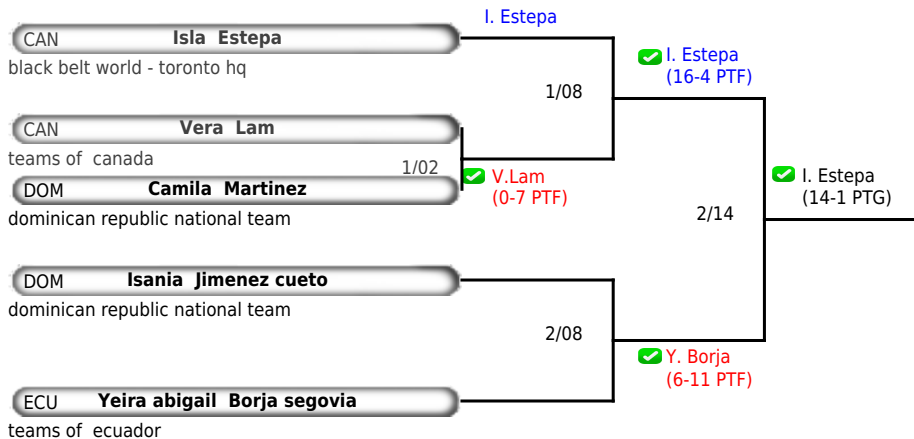 I. Estepa
CAN Isla Estepa
black belt world - toronto hq
I. Estepa
(16-4 PTF)
1/08
CAN Vera Lam
teams of canada
1/02
V.Lam
(0-7 PTF)
DOM Camila Martinez
dominican republic national team
I. Estepa
(14-1 PTG)
2/14
DOM Isania Jimenez cueto
dominican republic national team
2/08
Y. Borja
(6-11 PTF)
ECU Yeira abigail Borja segovia
teams of ecuador